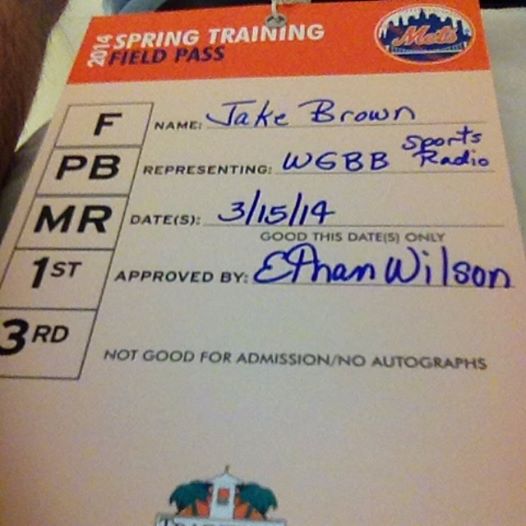 2014 SPRING TRAINING
FIELD PASS
Mets
F
NAME: Jake Brown
PB
REPRESENTING: WGBB Sports Radio
MR
DATE(S): 3/15/14
GOOD THIS DATE(S) ONLY
1ST
APPROVED BY: Ethan Wilson
3RD
NOT GOOD FOR ADMISSION/NO AUTOGRAPHS